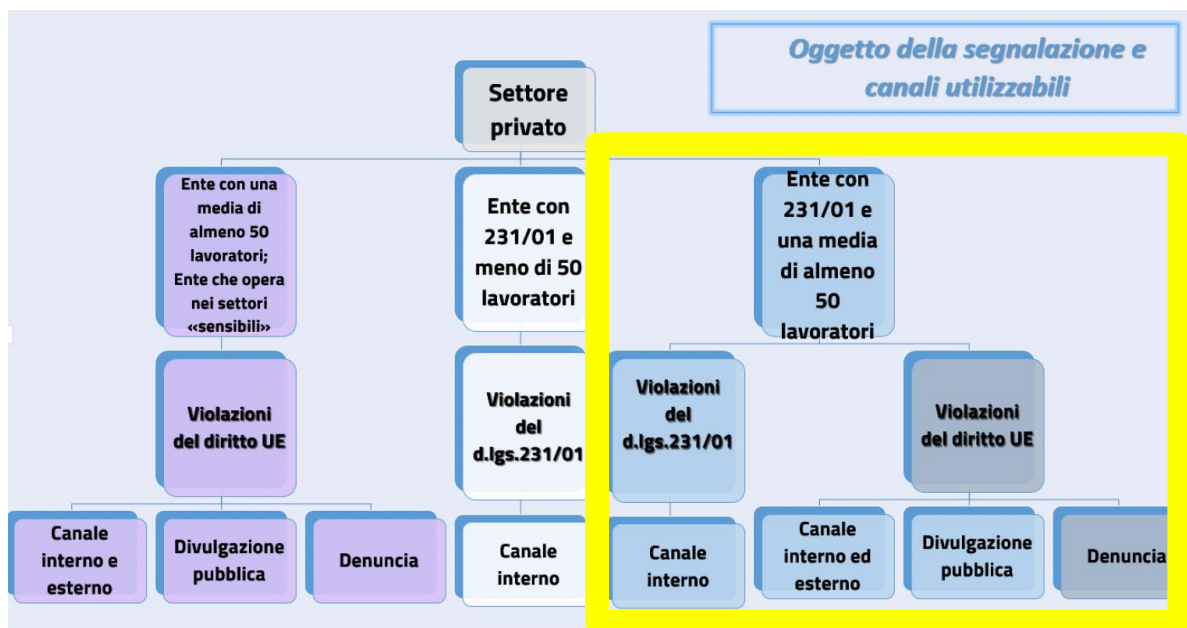 Oggetto della segnalazione e
canali utilizzabili
Settore
privato
Ente con una
media di
almeno 50
lavoratori;
Ente che opera
nei settori
«sensibili»
Ente con
231/01 e
meno di 50
lavoratori
Ente con
231/01 e
una media
di almeno
50
lavoratori
Violazioni
del diritto UE
Violazioni
del
d.lgs.231/01
Violazioni
del
d.lgs.231/01
Violazioni
del diritto UE
Canale
interno e
esterno
Divulgazione
pubblica
Denuncia
Canale
interno
Canale
interno
Canale
interno ed
esterno
Divulgazione
pubblica
Denuncia